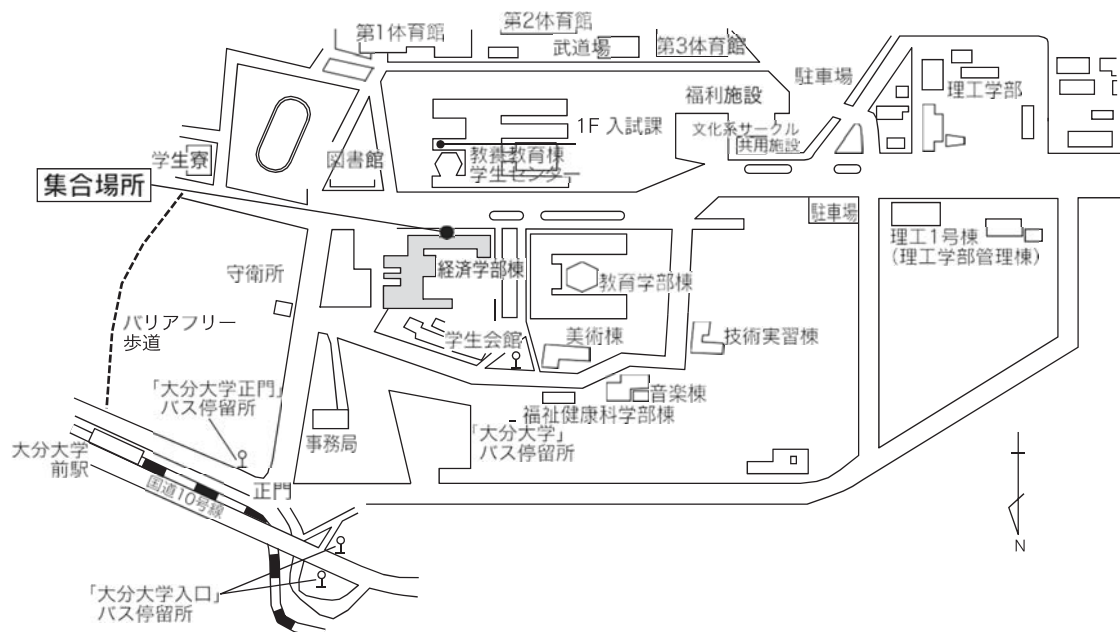 第1体育館
第2体育館
武道場
第3体育館
駐車場
理工学部
福利施設
1F 入試課
文化系サークル
共用施設
学生寮
図書館
教養教育棟
学生センター
集合場所
駐車場
理工1号棟
(理工学部管理棟)
経済学部棟
教育学部棟
守衛所
バリアフリー
歩道
学生会館
美術棟
技術実習棟
「大分大学正門」
バス停留所
音楽棟
福祉健康科学部棟
事務局
「大分大学」
バス停留所
大分大学
前駅
国道10号線
正門
N
「大分大学入口」
バス停留所